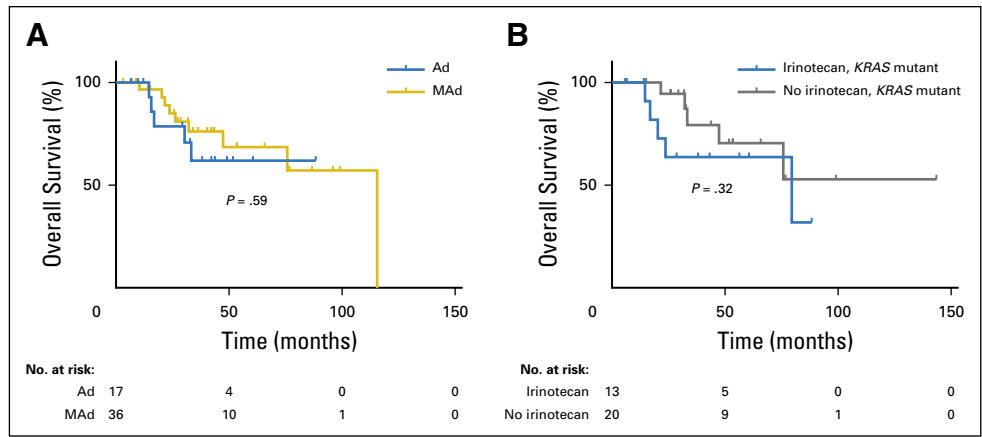 A
Overall Survival (%)
100
50
Ad
MAd
P = .59
0
50
100
150
Time (months)
No. at risk:
Ad 17 4 0 0
MAd 36 10 1 0
B
Overall Survival (%)
100
50
Irinotecan, KRAS mutant
No irinotecan, KRAS mutant
P = .32
0
50
100
150
Time (months)
No. at risk:
Irinotecan 13 5 0 0
No irinotecan 20 9 1 0